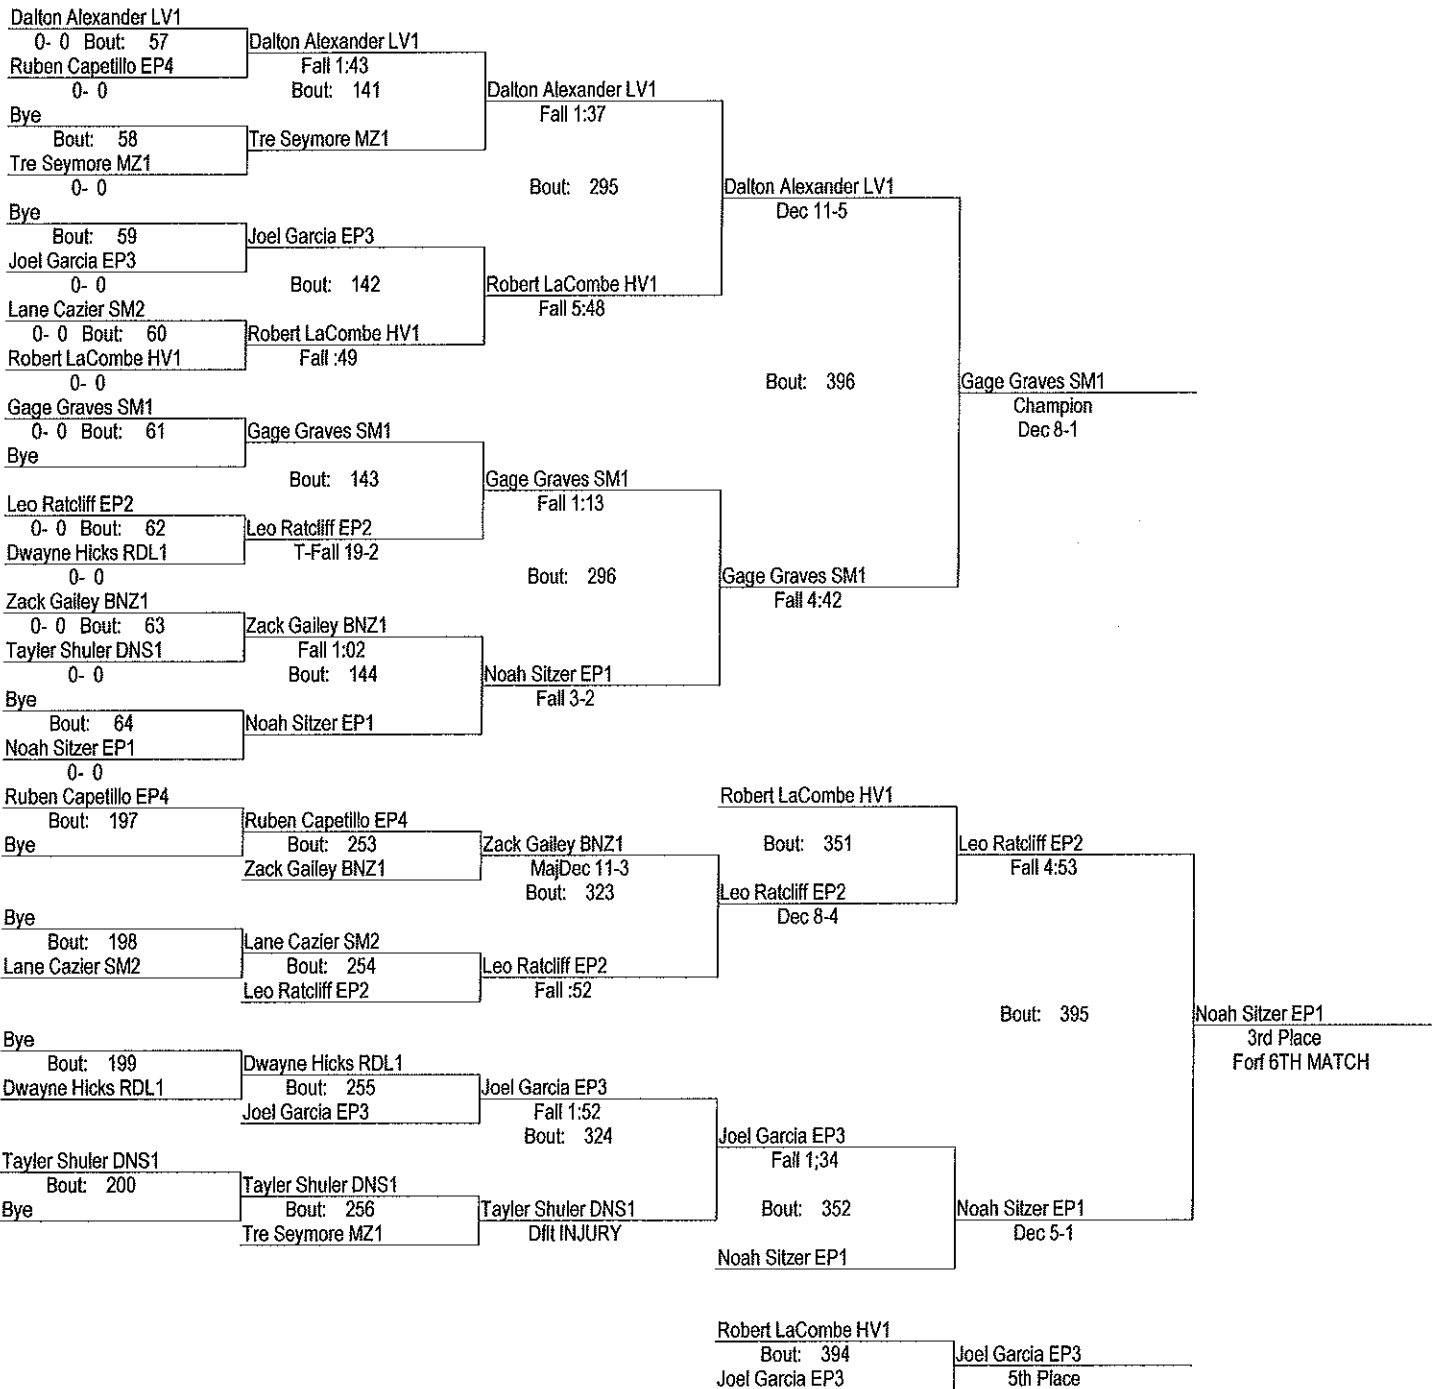 Dalton Alexander LV1
0- 0 Bout: 57
Ruben Capetillo EP4
0- 0
Bye
Bout: 58
Tre Seymore MZ1
0- 0
Bye
Bout: 59
Joel Garcia EP3
0- 0
Lane Cazier SM2
0- 0 Bout: 60
Robert LaCombe HV1
0- 0
Gage Graves SM1
0- 0 Bout: 61
Bye
Leo Ratcliff EP2
0- 0 Bout: 62
Dwayne Hicks RDL1
0- 0
Zack Gailey BNZ1
0- 0 Bout: 63
Tayler Shuler DNS1
0- 0
Bye
Bout: 64
Noah Sitzer EP1
0- 0
Dalton Alexander LV1
Fall 1:43
Bout: 141
Tre Seymore MZ1
Joel Garcia EP3
Bout: 142
Robert LaCombe HV1
Fall :49
Gage Graves SM1
Bout: 143
Leo Ratcliff EP2
T-Fall 19-2
Zack Gailey BNZ1
Fall 1:02
Bout: 144
Noah Sitzer EP1
Dalton Alexander LV1
Fall 1:37
Bout: 295
Robert LaCombe HV1
Fall 5:48
Gage Graves SM1
Fall 1:13
Bout: 296
Noah Sitzer EP1
Fall 3-2
Dalton Alexander LV1
Dec 11-5
Bout: 396
Gage Graves SM1
Fall 4:42
Gage Graves SM1
Champion
Dec 8-1
Ruben Capetillo EP4
Bout: 197
Bye
Bye
Bout: 198
Lane Cazier SM2
Bye
Bout: 199
Dwayne Hicks RDL1
Tayler Shuler DNS1
Bout: 200
Bye
Ruben Capetillo EP4
Bout: 253
Zack Gailey BNZ1
Lane Cazier SM2
Bout: 254
Leo Ratcliff EP2
Dwayne Hicks RDL1
Bout: 255
Joel Garcia EP3
Tayler Shuler DNS1
Bout: 256
Tre Seymore MZ1
Zack Gailey BNZ1
MajDec 11-3
Bout: 323
Leo Ratcliff EP2
Fall :52
Joel Garcia EP3
Fall 1:52
Bout: 324
Tayler Shuler DNS1
Dflt INJURY
Robert LaCombe HV1
Bout: 351
Leo Ratcliff EP2
Dec 8-4
Joel Garcia EP3
Fall 1;34
Bout: 352
Noah Sitzer EP1
Leo Ratcliff EP2
Fall 4:53
Bout: 395
Noah Sitzer EP1
Dec 5-1
Noah Sitzer EP1
3rd Place
Forf 6TH MATCH
Robert LaCombe HV1
Bout: 394
Joel Garcia EP3
Joel Garcia EP3
5th Place